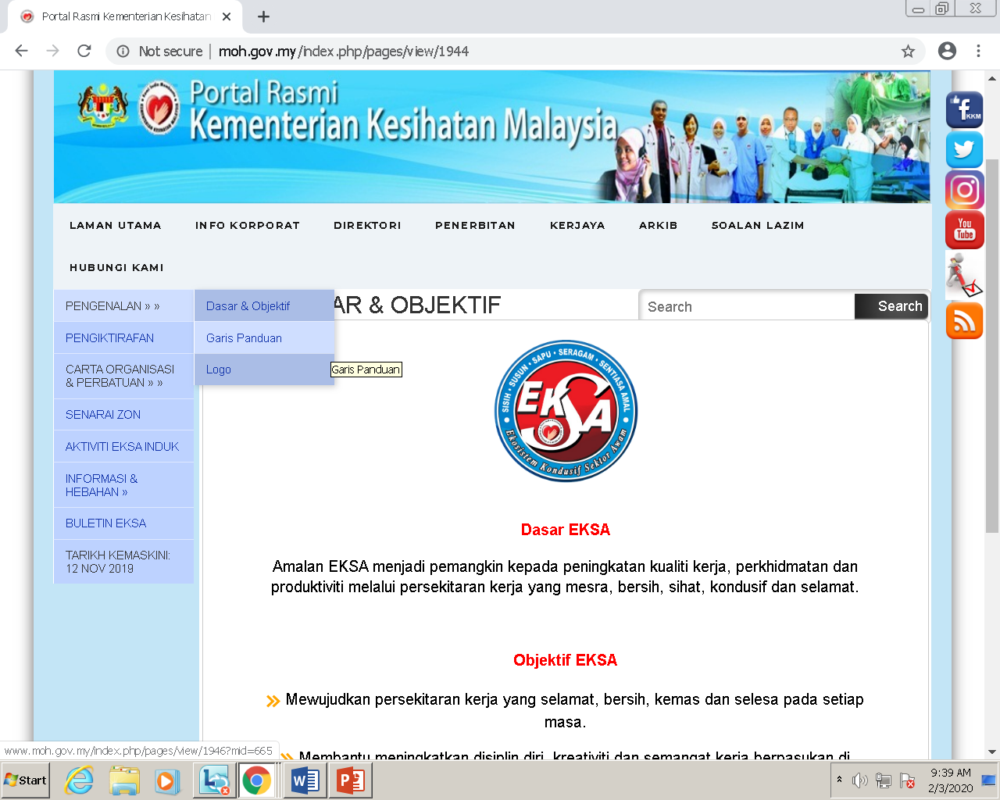 Portal Rasmi Kementerian Kesihatan
Not secure | moh.gov.my/index.php/pages/view/1944
Portal Rasmi
Kementerian Kesihatan Malaysia
KKM
You
Tube
LAMAN UTAMA INFO KORPORAT DIREKTORI PENERBITAN KERJAYA ARKIB SOALAN LAZIM
HUBUNGI KAMI
PENGENALAN » »
PENGIKTIRAFAN
CARTA ORGANISASI
& PERBATUAN » »
SENARAI ZON
AKTIVITI EKSA INDUK
INFORMASI &
HEBAHAN »
BULETIN EKSA
TARIKH KEMASKINI:
12 NOV 2019
Dasar & Objektif
Garis Panduan
Logo
Garis Panduan
AR & OBJEKTIF
Search Search
SISIH • SUSUN • SAPU • SERAGAM • SENTIASA AMAL
EKSA
Ekosistem Kondusif Sektor Awam
Dasar EKSA
Amalan EKSA menjadi pemangkin kepada peningkatan kualiti kerja, perkhidmatan dan
produktiviti melalui persekitaran kerja yang mesra, bersih, sihat, kondusif dan selamat.
Objektif EKSA
Mewujudkan persekitaran kerja yang selamat, bersih, kemas dan selesa pada setiap
masa.
Membantu meningkatkan disiplin diri, kreativiti dan semangat kerja berpasukan di
www.moh.gov.my/index.php/pages/view/1946?mid=665
Start
9:39 AM
2/3/2020